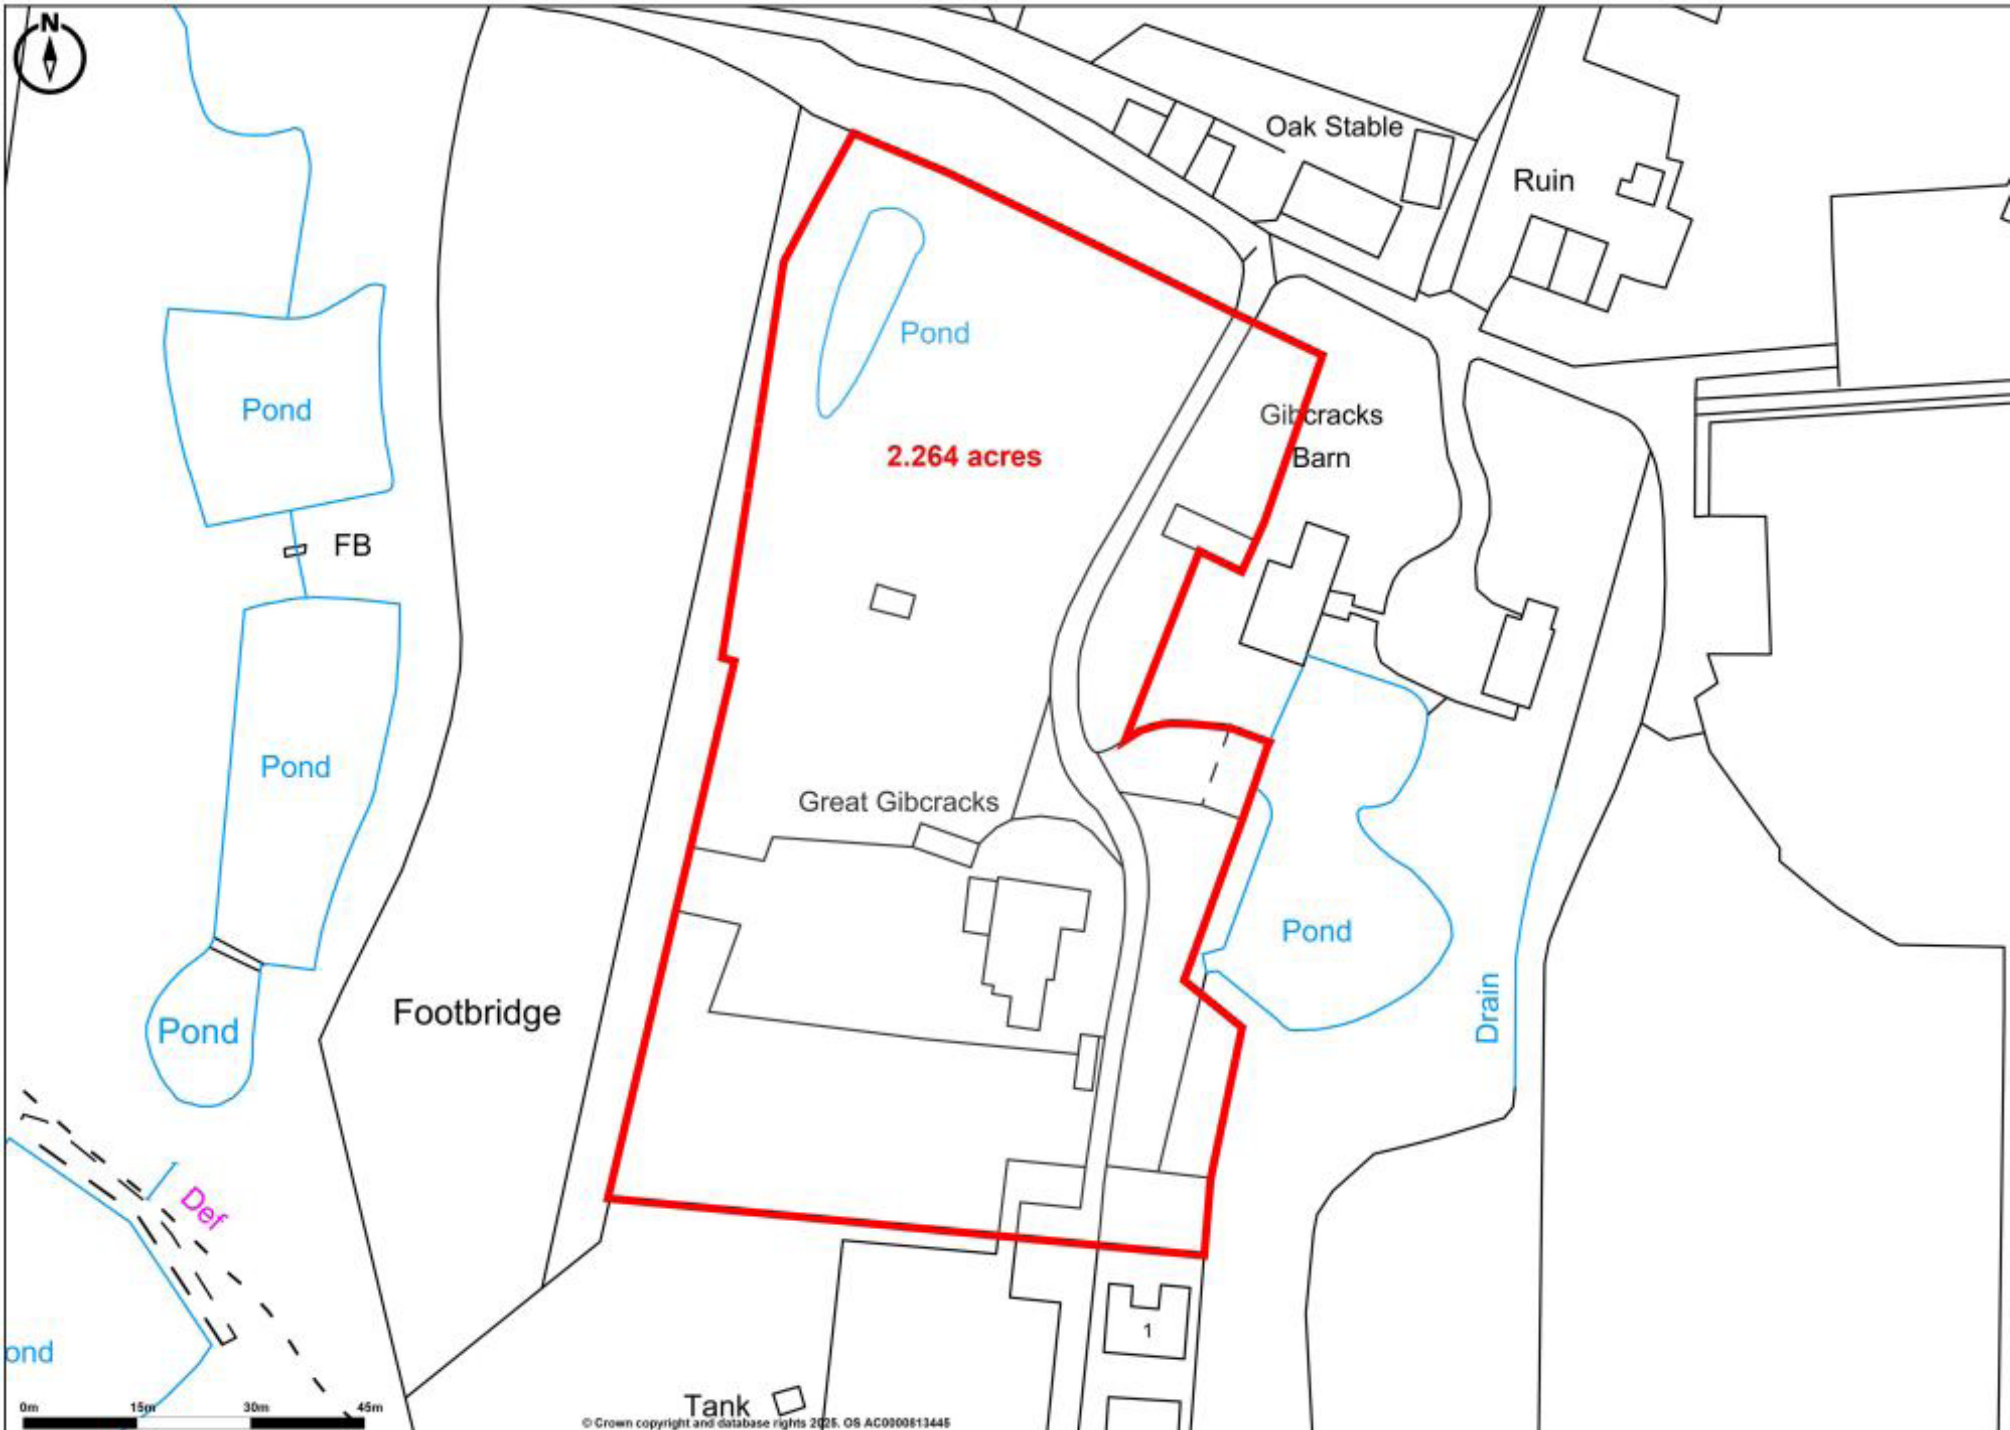 N
Oak Stable
Ruin
Pond
Pond
Gibcracks
Barn
2.264 acres
FB
Pond
Great Gibcracks
Pond
Drain
Footbridge
Pond
Def
1
ond
Tank
0m 15m 30m 45m
© Crown copyright and database rights 2025. OS AC0000813445